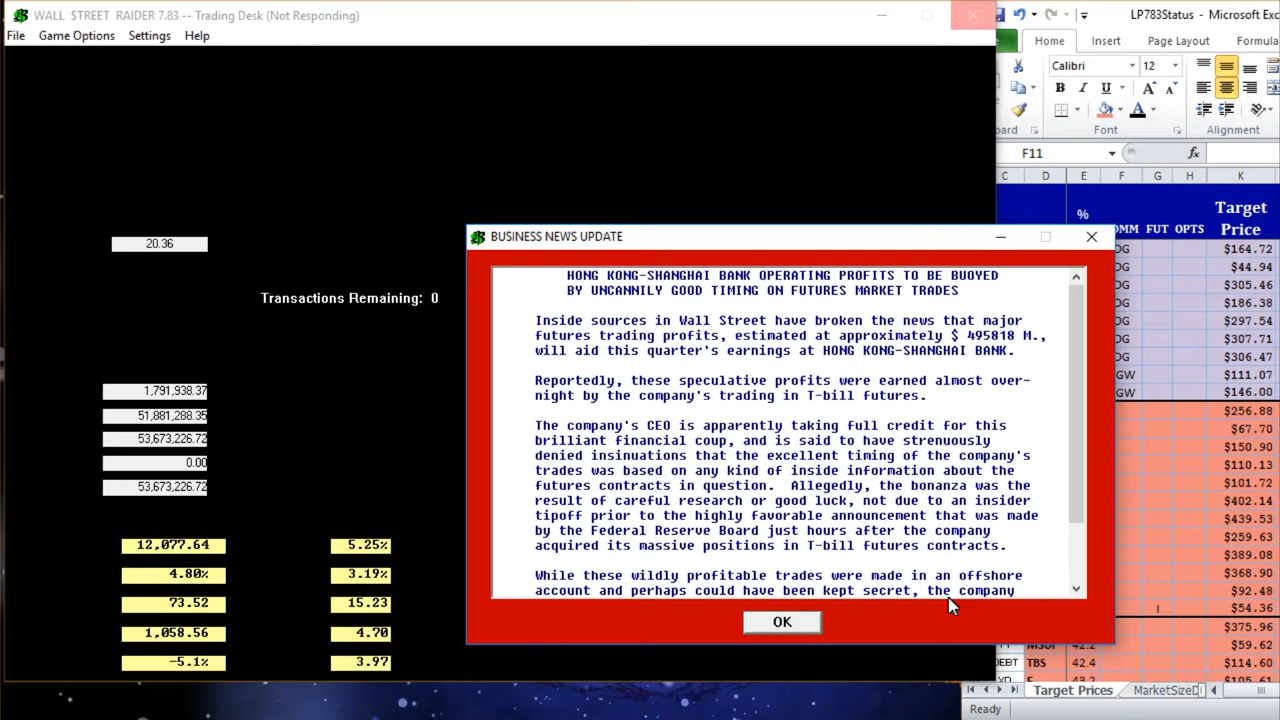 WALL $TREET RAIDER 7.83 -- Trading Desk (Not Responding)
File Game Options Settings Help
20.36
Transactions Remaining: 0
1,791,938.37
51,881,288.35
53,673,226.72
0.00
53,673,226.72
12,077.64 5.25%
4.80% 3.19%
73.52 15.23
1,058.56 4.70
-5.1% 3.97
BUSINESS NEWS UPDATE
HONG KONG-SHANGHAI BANK OPERATING PROFITS TO BE BUOYED
BY UNCANNILY GOOD TIMING ON FUTURES MARKET TRADES
Inside sources in Wall Street have broken the news that major
futures trading profits, estimated at approximately $ 495818 M.,
will aid this quarter's earnings at HONG KONG-SHANGHAI BANK.
Reportedly, these speculative profits were earned almost over-
night by the company's trading in T-bill futures.
The company's CEO is apparently taking full credit for this
brilliant financial coup, and is said to have strenuously
denied insinuations that the excellent timing of the company's
trades was based on any kind of inside information about the
futures contracts in question. Allegedly, the bonanza was the
result of careful research or good luck, not due to an insider
tipoff prior to the highly favorable announcement that was made
by the Federal Reserve Board just hours after the company
acquired its massive positions in T-bill futures contracts.
While these wildly profitable trades were made in an offshore
account and perhaps could have been kept secret, the company
OK
LP783Status - Microsoft Exc
Home Insert Page Layout Formula
Calibri 12
B I U A A
A
oard Font Alignment
F11 fx
C D E F G H K
% Target
OMM FUT OPTS Price
DG $164.72
DG $44.94
DG $305.46
DG $186.38
DG $297.54
DG $307.71
DG $306.47
GW $111.07
GW $146.00
$256.88
$67.70
$150.90
$110.13
$101.72
$402.14
$439.53
$259.63
$389.08
$368.90
$92.48
I $54.36
$375.96
MSOF 42.2 $59.62
DEBT TBS 42.4 $114.60
Target Prices MarketSizeD
Ready